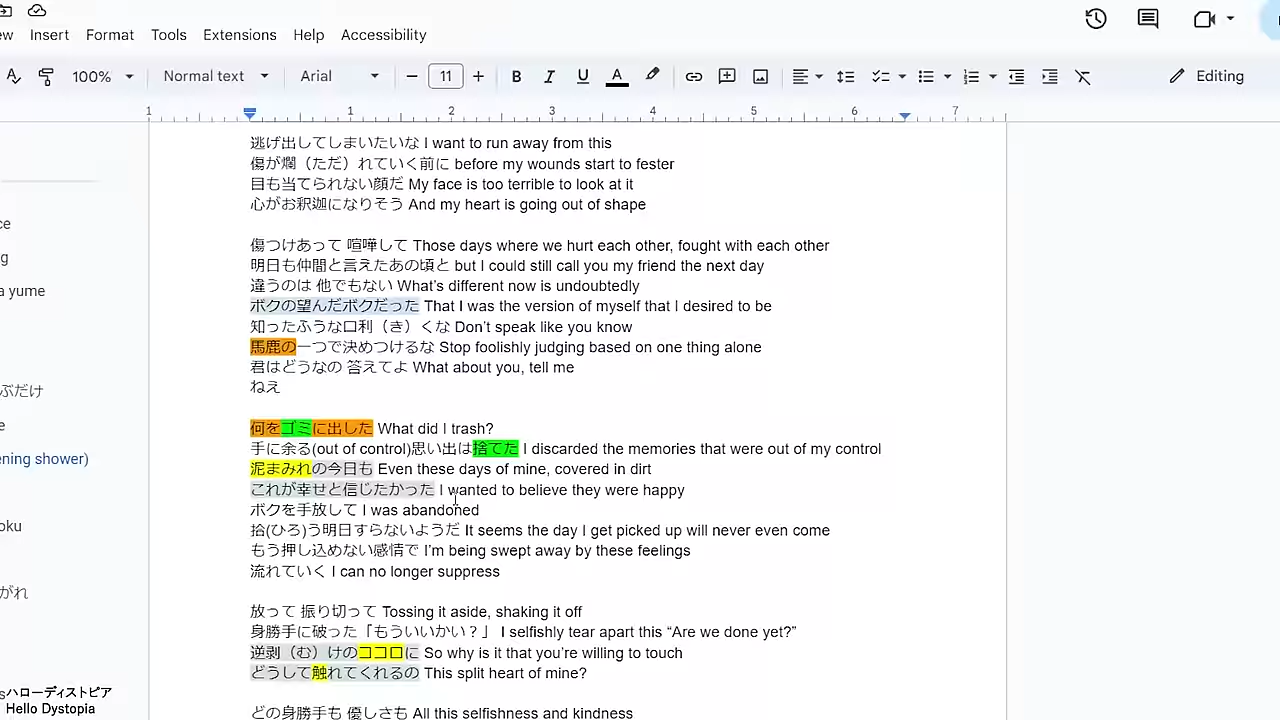 ew Insert Format Tools Extensions Help Accessibility
100% Normal text Arial 11 B I U A Editing
1 1 2 3 4 5 6 7
逃げ出してしまいたいな I want to run away from this
傷が爛（ただ）れていく前に before my wounds start to fester
目も当てられない顔だ My face is too terrible to look at it
心がお釈迦になりそう And my heart is going out of shape
ce
傷つけあって 喧嘩して Those days where we hurt each other, fought with each other
g
明日も仲間と言えたあの頃と but I could still call you my friend the next day
a yume
違うのは 他でもない What's different now is undoubtedly
ボクの望んだボクだった That I was the version of myself that I desired to be
知ったふうな口利（き）くな Don't speak like you know
馬鹿の一つで決めつけるな Stop foolishly judging based on one thing alone
君はどうなの 答えてよ What about you, tell me
ねえ
ぶだけ
e
何をゴミに出した What did I trash?
手に余る(out of control)思い出は捨てた I discarded the memories that were out of my control
ening shower)
泥まみれの今日も Even these days of mine, covered in dirt
これが幸せと信じたかった I wanted to believe they were happy
ボクを手放して I was abandoned
oku
拾(ひろ)う明日すらないようだ It seems the day I get picked up will never even come
もう押し込めない感情で I'm being swept away by these feelings
流れていく I can no longer suppress
がれ
放って 振り切って Tossing it aside, shaking it off
身勝手に破った「もういいかい？」 I selfishly tear apart this “Are we done yet?”
逆剥（む）けのココロに So why is it that you're willing to touch
どうして触れてくれるの This split heart of mine?
sハローディストピア
Hello Dystopia
どの身勝手も 優しさも All this selfishness and kindness